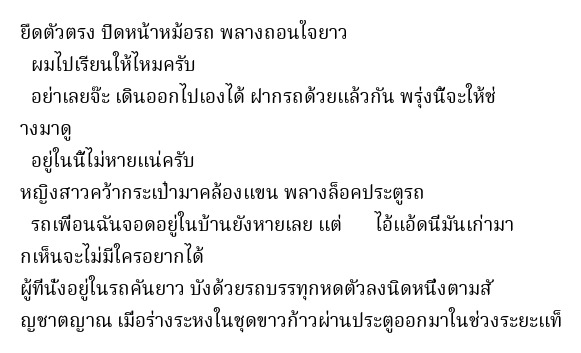 ยืดตัวตรง ปิดหน้าหม้อรถ พลางถอนใจยาว
ผมไปเรียนให้ไหมครับ
อย่าเลยจ๊ะ เดินออกไปเองได้ ฝากรถด้วยแล้วกัน พรุ่งนี้จะให้ช่
างมาดู
อยู่ในนี้ไม่หายแน่ครับ
หญิงสาวคว้ากระเป๋ามาคล้องแขน พลางล็อคประตูรถ
รถเพื่อนฉันจอดอยู่ในบ้านยังหายเลย แต่ ไอ้แอ้ดนี่มันเก่ามา
กเห็นจะไม่มีใครอยากได้
ผู้ที่นั่งอยู่ในรถคันยาว บังด้วยรถบรรทุกหดตัวลงนิดหนึ่งตามสั
ญชาตญาณ เมื่อร่างระหงในชุดขาวก้าวผ่านประตูออกมาในช่วงระยะแท็